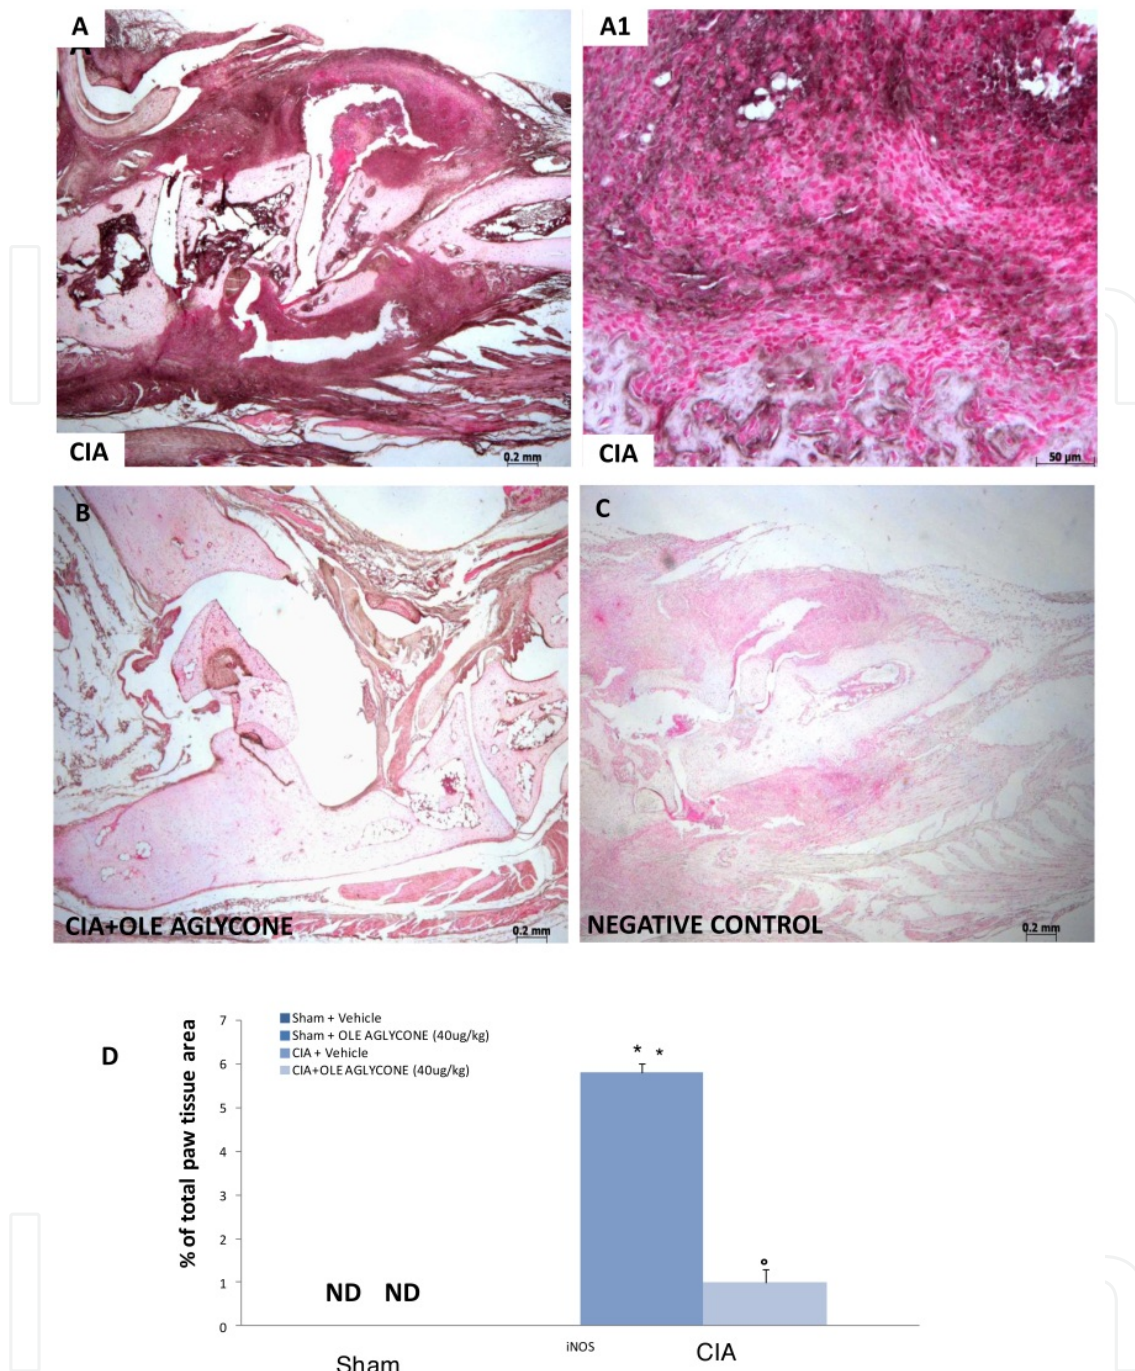 A
A1
A
CIA
0.2 mm
CIA
50 µm
B
C
CIA+OLE AGLYCONE
0.2 mm
NEGATIVE CONTROL
0.2 mm
D
% of total paw tissue area
7
6
5
4
3
2
1
0
Sham + Vehicle
Sham + OLE AGLYCONE (40ug/kg)
CIA + Vehicle
CIA+OLE AGLYCONE (40ug/kg)
* *
°
ND ND
iNOS
Sham
CIA